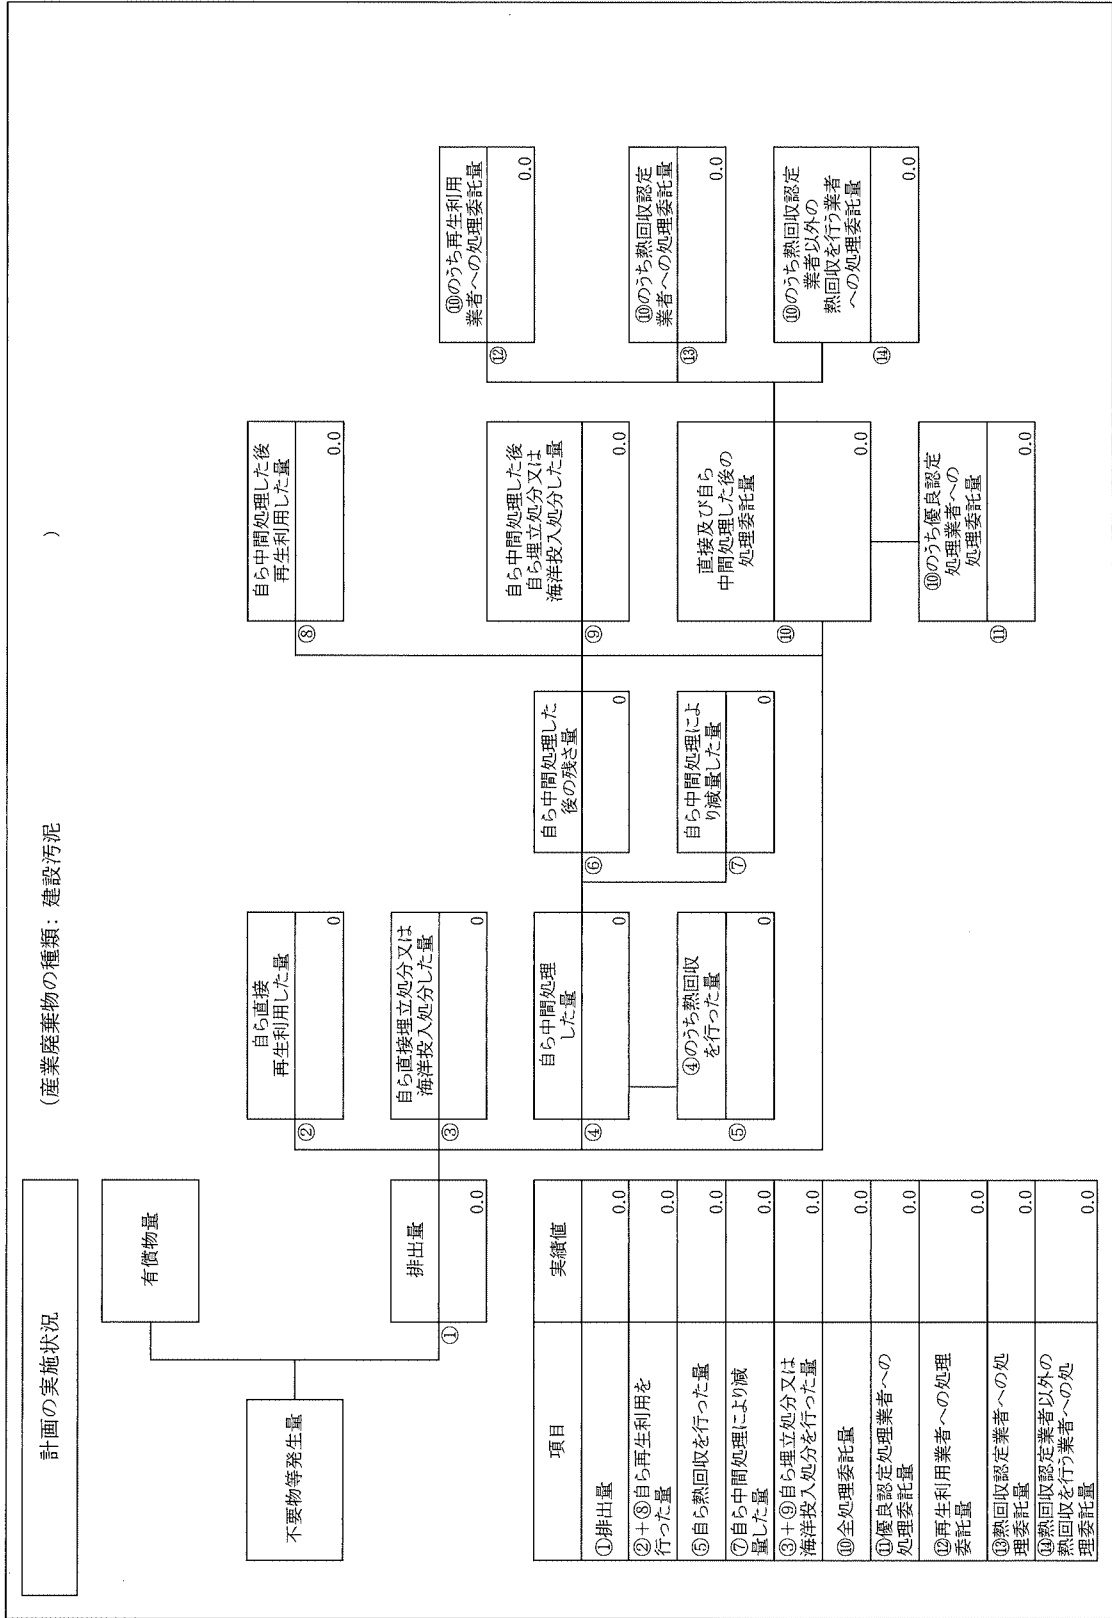 計画の実施状況
(産業廃棄物の種類：建設汚泥
)
不要物等発生量
有償物量
①
排出量
0.0
②
自ら直接
再生利用した量
0
③
自ら直接埋立処分又は
海洋投入処分した量
0
④
自ら中間処理
した量
0
⑤
④のうち熱回収
を行った量
0
⑥
自ら中間処理した
後の残さ量
0
⑦
自ら中間処理によ
り減量した量
0
⑧
自ら中間処理した後
再生利用した量
0.0
⑨
自ら中間処理した後
自ら埋立処分又は
海洋投入処分した量
0.0
⑩
直接及び自ら
中間処理した後の
処理委託量
0.0
⑪
⑩のうち優良認定
処理業者への
処理委託量
0.0
⑫
⑩のうち再生利用
業者への処理委託量
0.0
⑬
⑩のうち熱回収認定
業者への処理委託量
0.0
⑭
⑩のうち熱回収認定
業者以外の
熱回収を行う業者
への処理委託量
0.0
項目 実績値
①排出量 0.0
②＋⑧自ら再生利用を
行った量 0.0
⑤自ら熱回収を行った量 0.0
⑦自ら中間処理により減
量した量 0.0
③＋⑨自ら埋立処分又は
海洋投入処分を行った量 0.0
⑩全処理委託量 0.0
⑪優良認定処理業者への
処理委託量 0.0
⑫再生利用業者への処理
委託量 0.0
⑬熱回収認定業者への処
理委託量 0.0
⑭熱回収認定業者以外の
熱回収を行う業者への処
理委託量 0.0